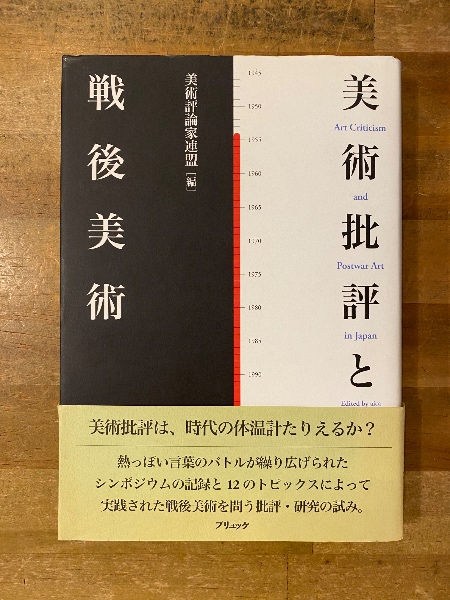 美術批評と
戦後美術
Art Criticism
and
Postwar Art
in Japan
Edited by aica
美術評論家連盟［編］
1945
1950
1955
1960
1965
1970
1975
1980
1985
1990
美術批評は、時代の体温計たりえるか？
熱っぽい言葉のバトルが繰り広げられた
シンポジウムの記録と12のトピックスによって
実践された戦後美術を問う批評・研究の試み。
ブリュッケ